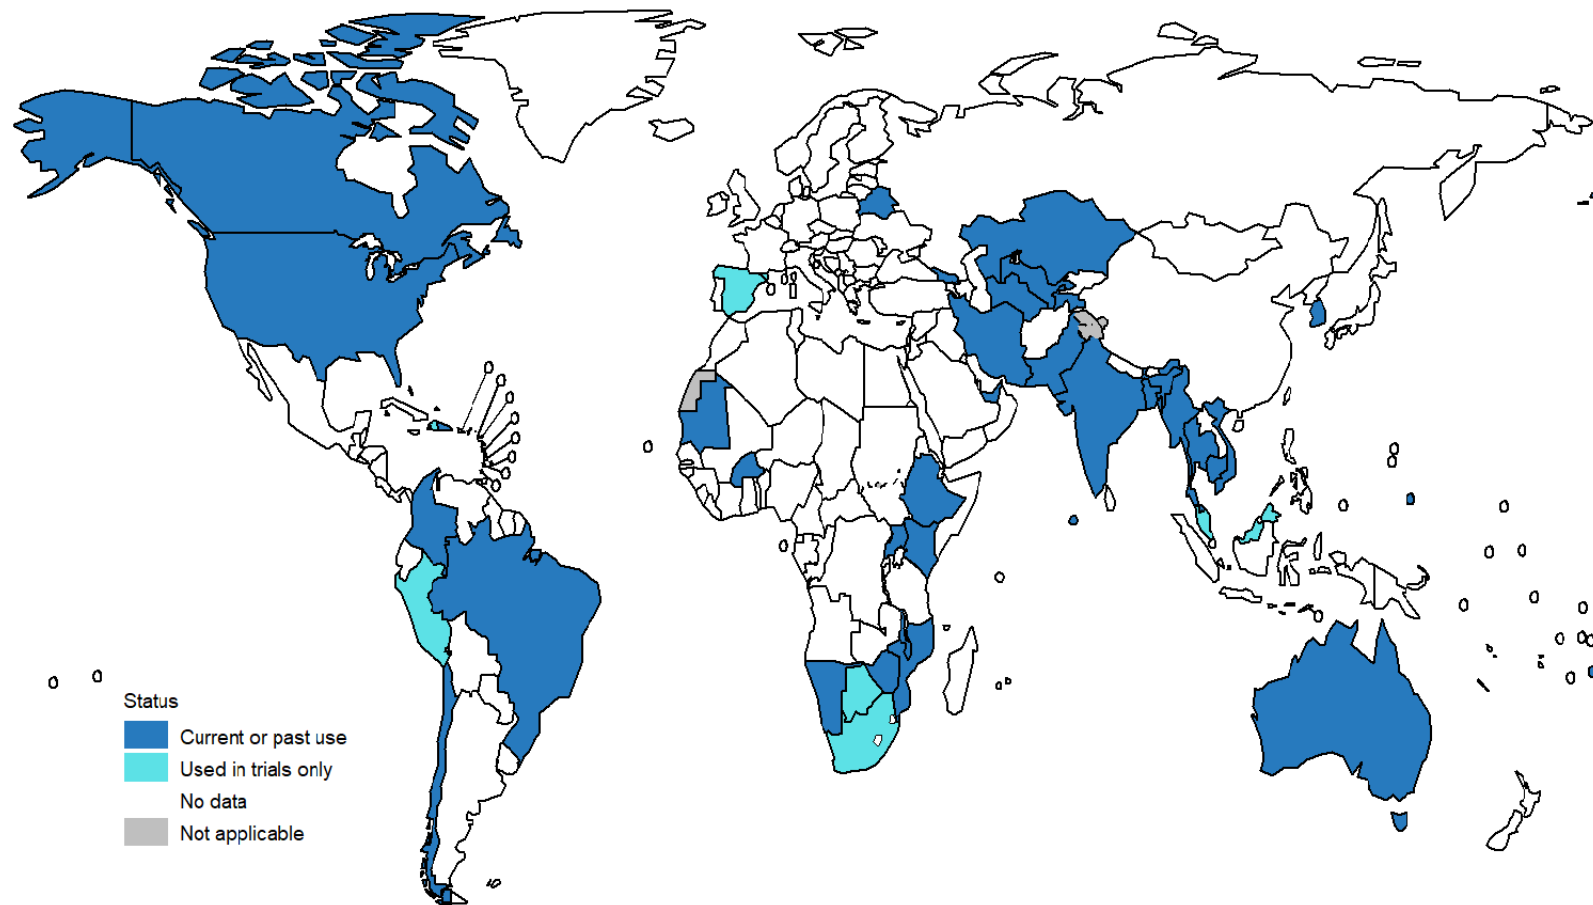 Status
Current or past use
Used in trials only
No data
Not applicable